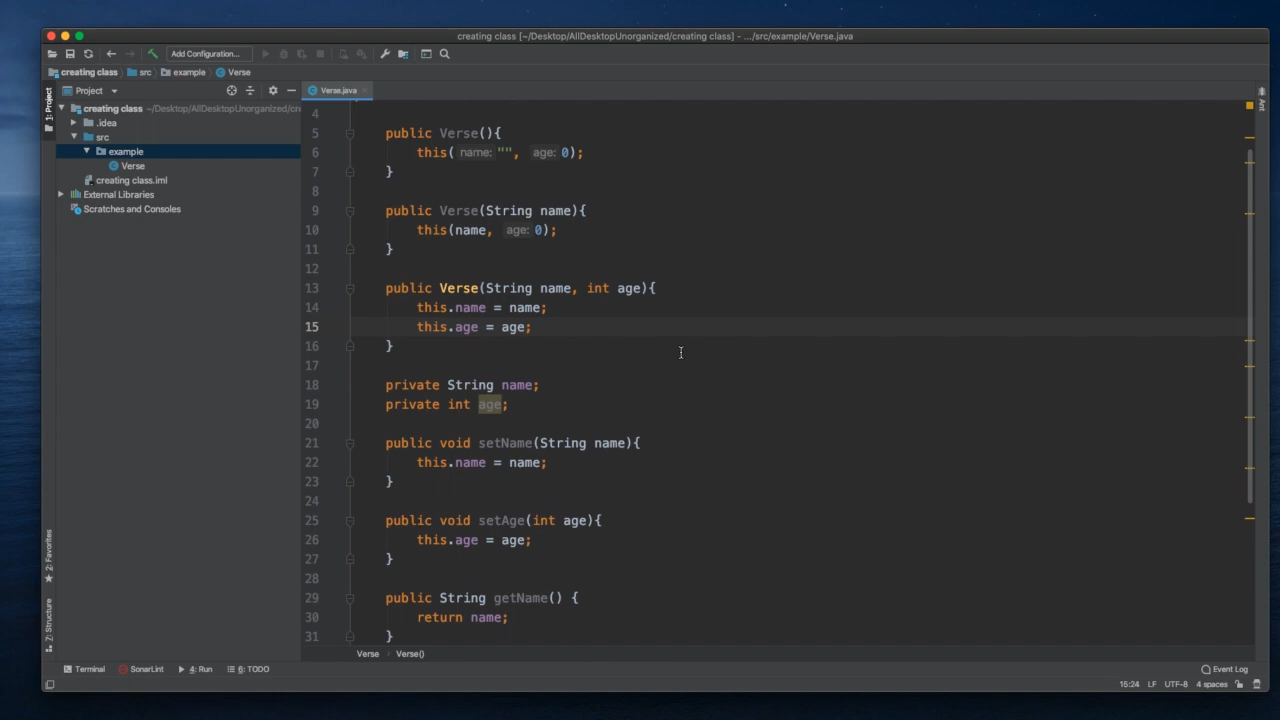 creating class [~/Desktop/AllDesktopUnorganized/creating class] - .../src/example/Verse.java
Add Configuration...
creating class src example Verse
1: Project
Project
Verse.java
Ant
creating class ~/Desktop/AllDesktopUnorganized/cre
.idea
src
example
Verse
creating class.iml
External Libraries
Scratches and Consoles
4
5 public Verse(){
6 this( name: "", age: 0);
7 }
8
9 public Verse(String name){
10 this(name, age: 0);
11 }
12
13 public Verse(String name, int age){
14 this.name = name;
15 this.age = age;
16 }
17
18 private String name;
19 private int age;
20
21 public void setName(String name){
22 this.name = name;
23 }
24
25 public void setAge(int age){
26 this.age = age;
27 }
28
29 public String getName() {
30 return name;
31 }
2: Favorites
Z: Structure
Verse › Verse()
Terminal SonarLint 4: Run 6: TODO Event Log
15:24 LF UTF-8 4 spaces